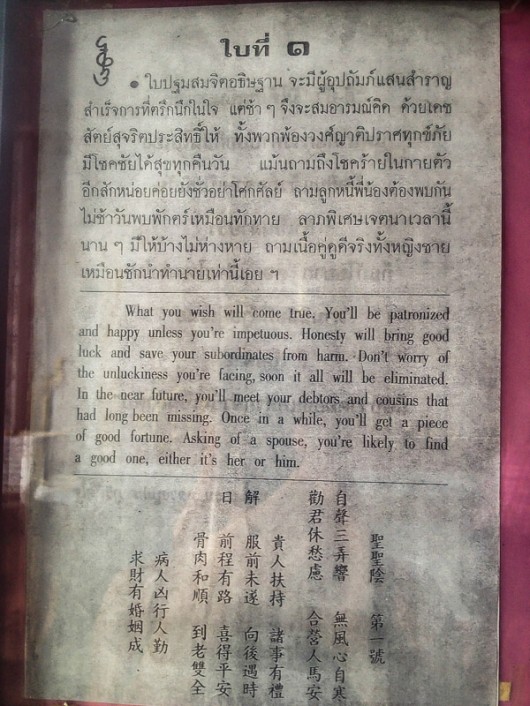 ใบที่ ๑
๑ ใบปฐมสมจิตอธิษฐาน จะมีผู้อุปถัมภ์แสนสำราญ
สำเร็จการที่ตรึกนึกในใจ แต่ช้า ๆ จึงจะสมอารมณ์คิด ด้วยเดช
สัตย์สุจริตประสิทธิ์ให้ ทั้งพวกพ้องวงศ์ญาติปราศทุกข์ภัย
มีโชคชัยได้สุขทุกคืนวัน แม้นถามถึงโชคร้ายในกายตัว
อีกสักหน่อยค่อยยังชั่วอย่าโศกศัลย์ ถามลูกหนี้พี่น้องต้องพบกัน
ไม่ช้าวันพบพักตร์เหมือนทักทาย ลาภพิเศษเจตนาเวลานี้
นาน ๆ มีให้บ้างไม่ห่างหาย ถามเนื้อคู่คู่ดีจริงทั้งหญิงชาย
เหมือนชักนำทำนายเท่านี้เอย ฯ
What you wish will come true. You'll be patronized
and happy unless you're impetuous. Honesty will bring good
luck and save your subordinates from harm. Don't worry of
the unluckiness you're facing, soon it all will be eliminated.
In the near future, you'll meet your debtors and cousins that
had long been missing. Once in a while, you'll get a piece
of good fortune. Asking of a spouse, you're likely to find
a good one, either it's her or him.
聖聖陰 第一號
自聲三弄響 無風心自寒
勸君休愁慮 合營人馬安
解日
貴人扶持 諸事有禮
服前未遂 向後遇時
前程有路 喜得平安
骨肉和順 到老雙全
病人凶行人勤
求財有婚姻成